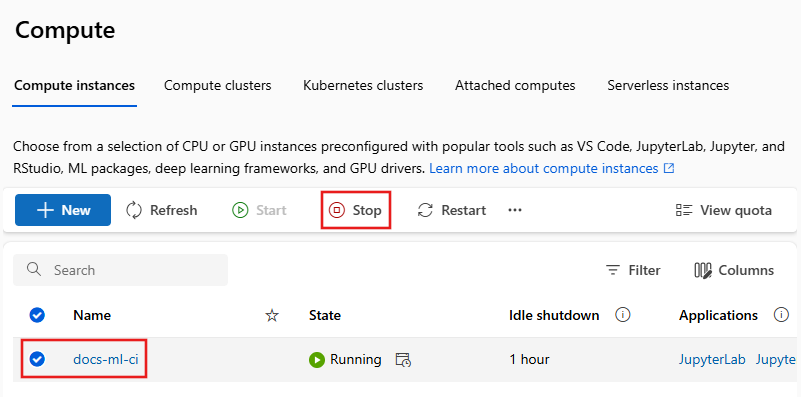 Compute
Compute instances Compute clusters Kubernetes clusters Attached computes Serverless instances
Choose from a selection of CPU or GPU instances preconfigured with popular tools such as VS Code, JupyterLab, Jupyter, and
RStudio, ML packages, deep learning frameworks, and GPU drivers. Learn more about compute instances
New Refresh Start Stop Restart ... View quota
Search Filter Columns
Name State Idle shutdown Applications
docs-ml-ci Running 1 hour JupyterLab Jupyte